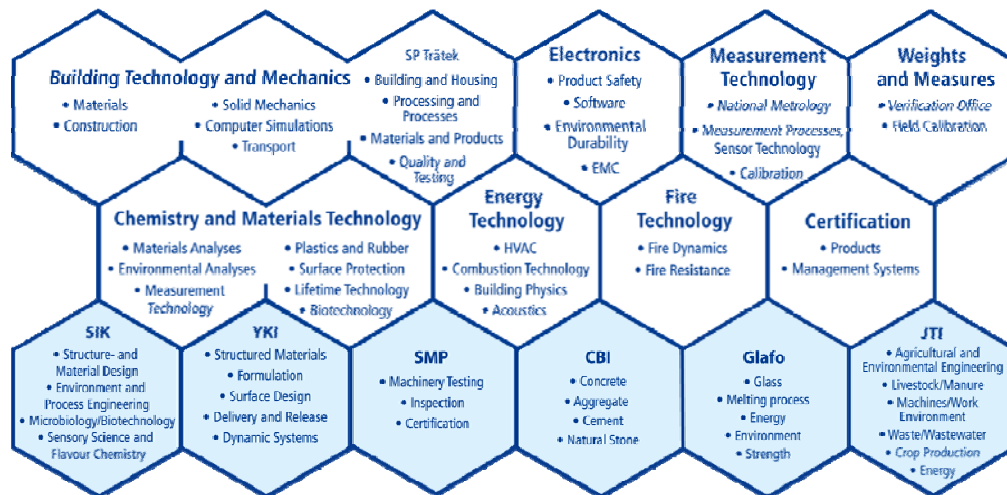 Building Technology and Mechanics
• Materials
• Construction
• Solid Mechanics
• Computer Simulations
• Transport
SP Trätek
• Building and Housing
• Processing and
Processes
• Materials and Products
• Quality and
Testing
Electronics
• Product Safety
• Software
• Environmental
Durability
• EMC
Measurement
Technology
• National Metrology
• Measurement Processes,
Sensor Technology
• Calibration
Weights
and Measures
• Verification Office
• Field Calibration
Chemistry and Materials Technology
• Materials Analyses
• Environmental Analyses
• Measurement
Technology
• Plastics and Rubber
• Surface Protection
• Lifetime Technology
• Biotechnology
Energy
Technology
• HVAC
• Combustion Technology
• Building Physics
• Acoustics
Fire
Technology
• Fire Dynamics
• Fire Resistance
Certification
• Products
• Management Systems
SIK
• Structure- and
Material Design
• Environment and
Process Engineering
• Microbiology/Biotechnology
• Sensory Science and
Flavour Chemistry
YKI
• Structured Materials
• Formulation
• Surface Design
• Delivery and Release
• Dynamic Systems
SMP
• Machinery Testing
• Inspection
• Certification
CBI
• Concrete
• Aggregate
• Cement
• Natural Stone
Glafo
• Glass
Melting process
• Energy
• Environment
• Strength
JTI
• Agricultural and
Environmental Engineering
• Livestock/Manure
• Machines/Work
Environment
• Waste/Wastewater
• Crop Production
• Energy